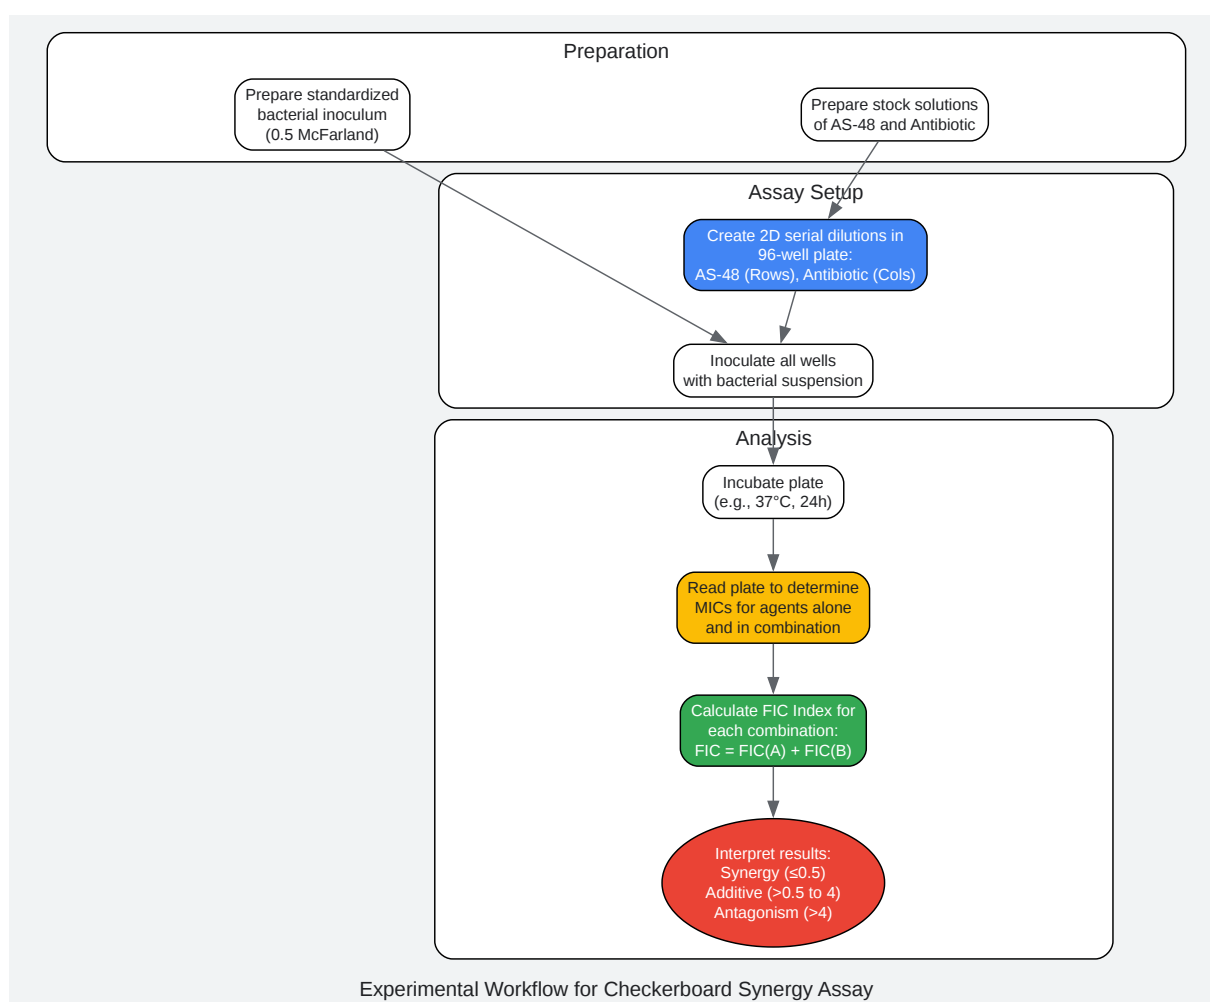 Preparation
Prepare standardized
bacterial inoculum
(0.5 McFarland)
Prepare stock solutions
of AS-48 and Antibiotic
Assay Setup
Create 2D serial dilutions in
96-well plate:
AS-48 (Rows), Antibiotic (Cols)
Inoculate all wells
with bacterial suspension
Analysis
Incubate plate
(e.g., 37°C, 24h)
Read plate to determine
MICs for agents alone
and in combination
Calculate FIC Index for
each combination:
FIC = FIC(A) + FIC(B)
Interpret results:
Synergy (≤0.5)
Additive (>0.5 to 4)
Antagonism (>4)
Experimental Workflow for Checkerboard Synergy Assay